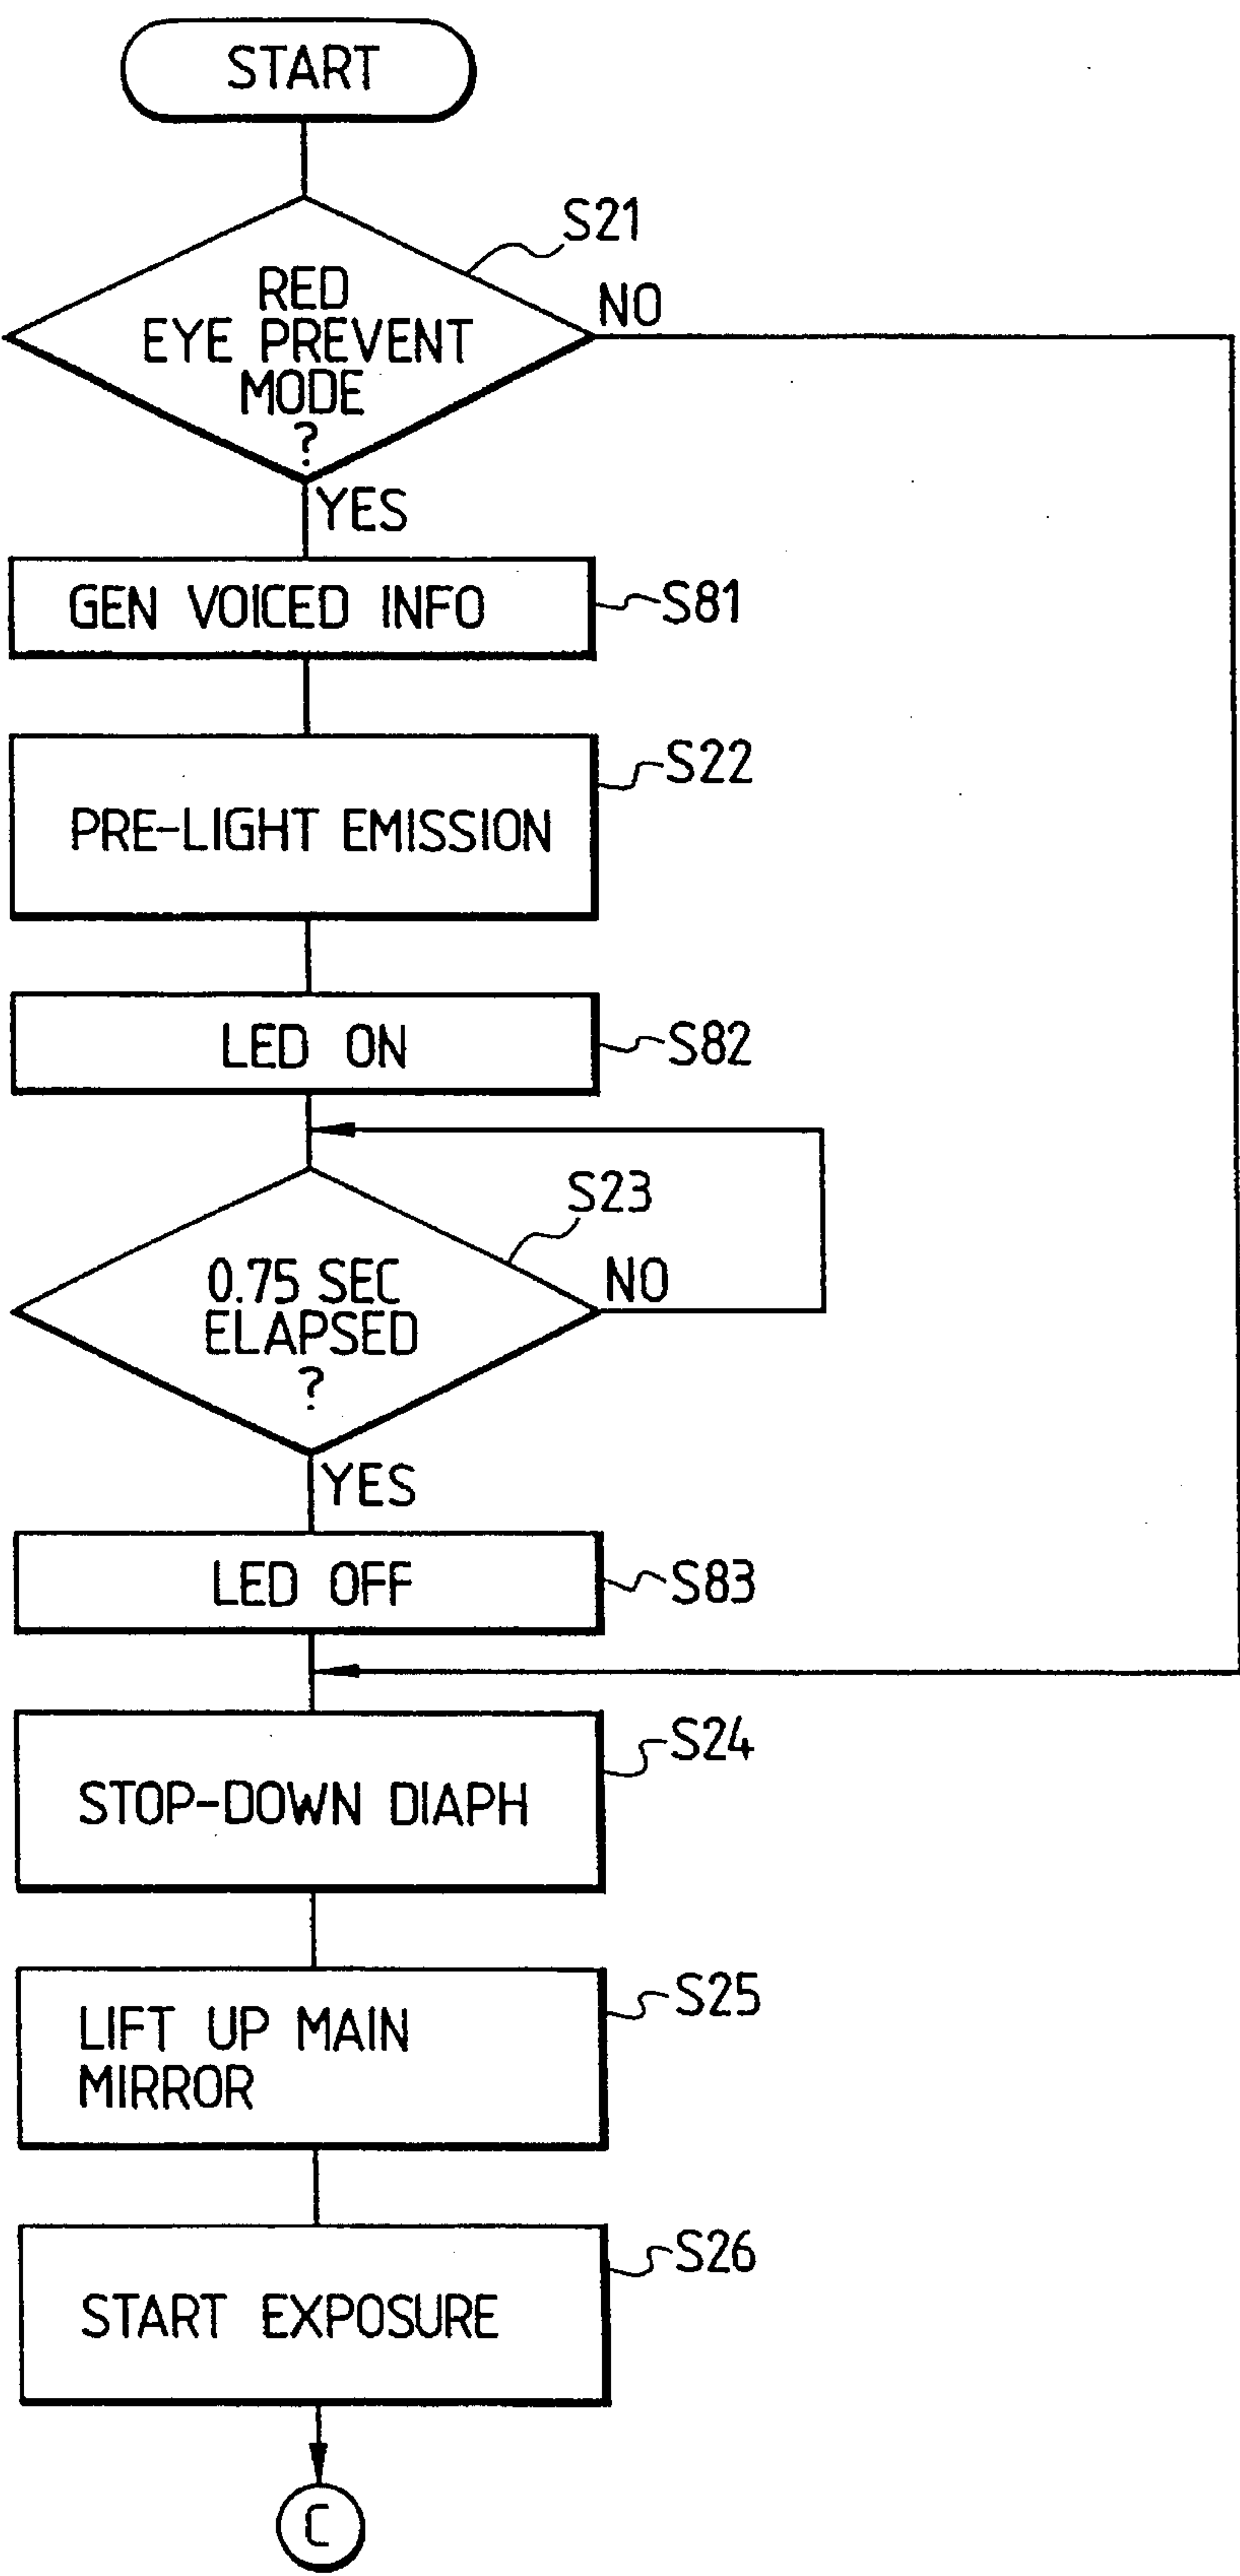 START
S21
RED
EYE PREVENT
MODE
?
NO
YES
GEN VOICED INFO
S81
S22
PRE-LIGHT EMISSION
LED ON
S82
S23
0.75 SEC
ELAPSED
?
NO
YES
LED OFF
S83
S24
STOP-DOWN DIAPH
S25
LIFT UP MAIN
MIRROR
S26
START EXPOSURE
C